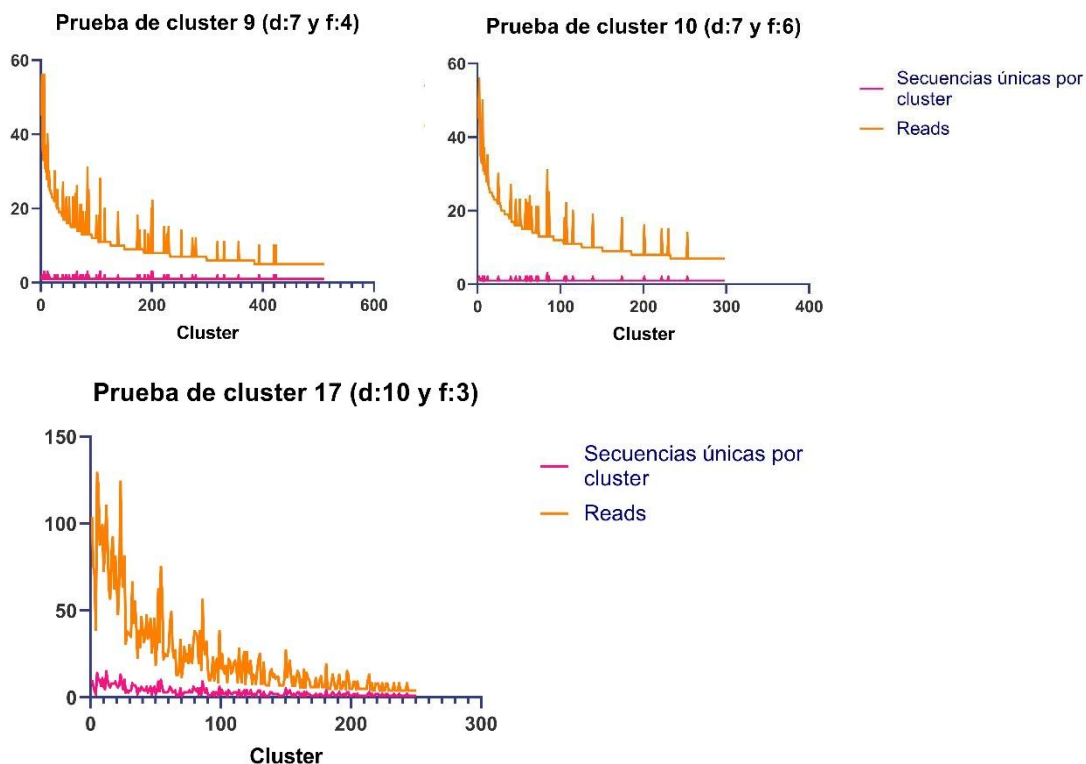 Prueba de cluster 9 (d:7 y f:4)
60
40
20
0
0
200
400
600
Cluster
Prueba de cluster 10 (d:7 y f:6)
60
40
20
0
0
100
200
300
400
Cluster
Secuencias únicas por
cluster
Reads
Prueba de cluster 17 (d:10 y f:3)
150
100
50
0
0
100
200
300
Cluster
Secuencias únicas por
cluster
Reads